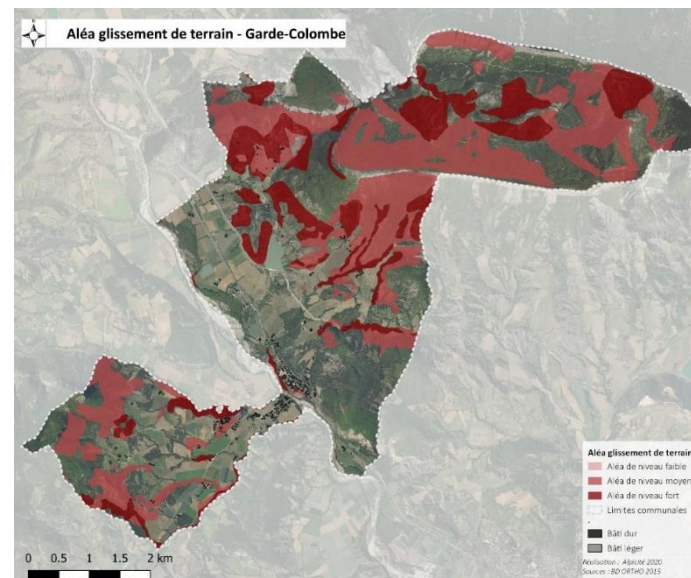 N
Aléa glissement de terrain - Garde-Colombe
Aléa glissement de terrain
Aléa de niveau faible
Aléa de niveau moyen
Aléa de niveau fort
Limites communales
-
Bâti dur
Bâti léger
Réalisation : Alpicité 2020
Sources : BD ORTHO 2015
0 0.5 1 1.5 2 km